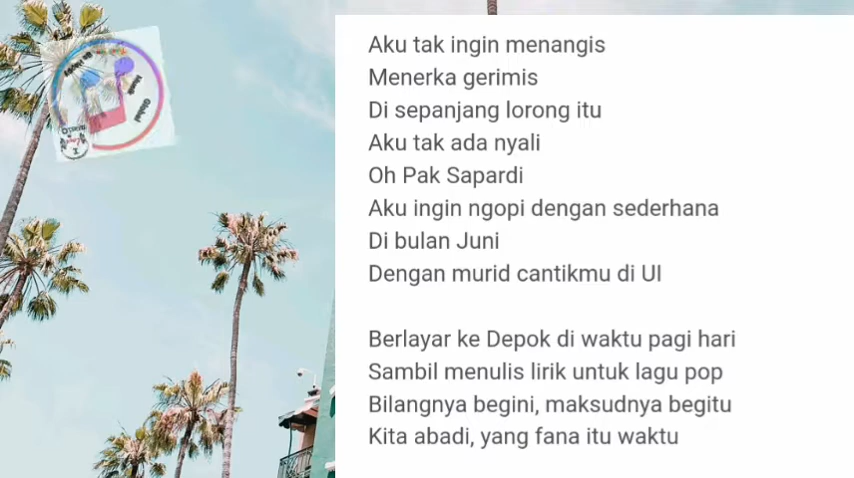 Aku tak ingin menangis
Menerka gerimis
Di sepanjang lorong itu
Aku tak ada nyali
Oh Pak Sapardi
Aku ingin ngopi dengan sederhana
Di bulan Juni
Dengan murid cantikmu di UI
Berlayar ke Depok di waktu pagi hari
Sambil menulis lirik untuk lagu pop
Bilangnya begini, maksudnya begitu
Kita abadi, yang fana itu waktu